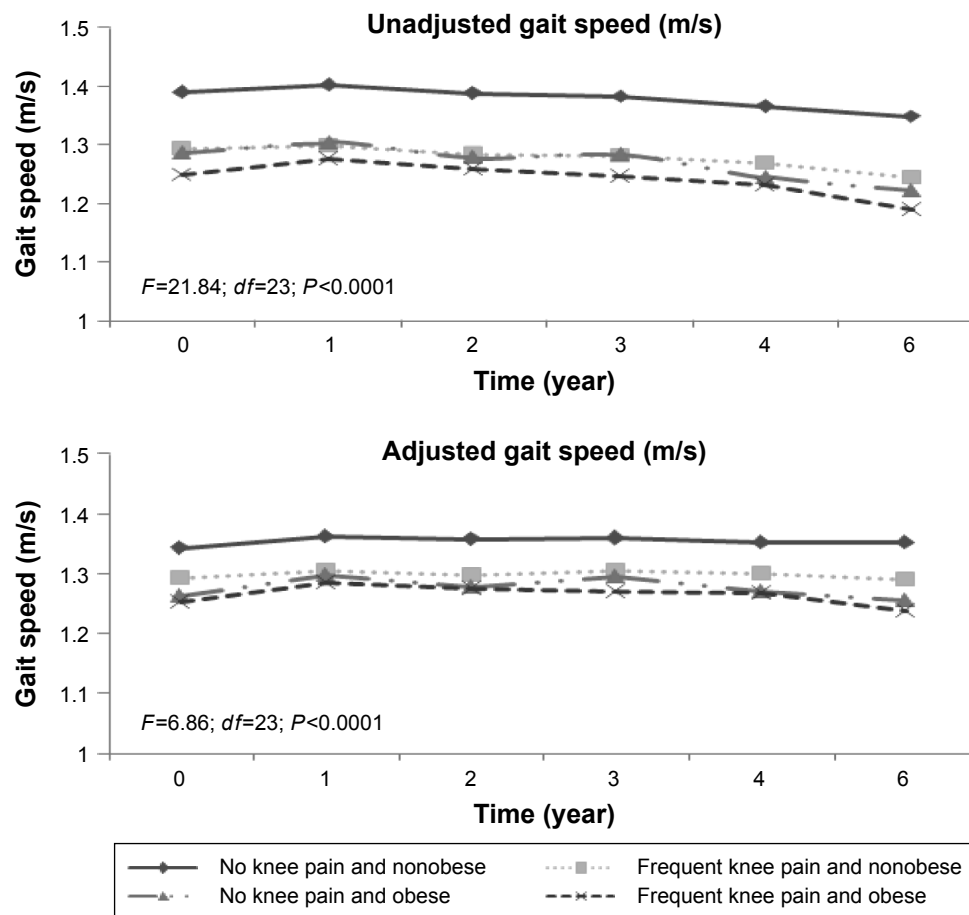 Unadjusted gait speed (m/s)
Gait speed (m/s)
1.5
1.4
1.3
1.2
1.1
1
F=21.84; df=23; P<0.0001
0 1 2 3 4 6
Time (year)
Adjusted gait speed (m/s)
Gait speed (m/s)
1.5
1.4
1.3
1.2
1.1
1
F=6.86; df=23; P<0.0001
0 1 2 3 4 6
Time (year)
No knee pain and nonobese
Frequent knee pain and nonobese
No knee pain and obese
Frequent knee pain and obese